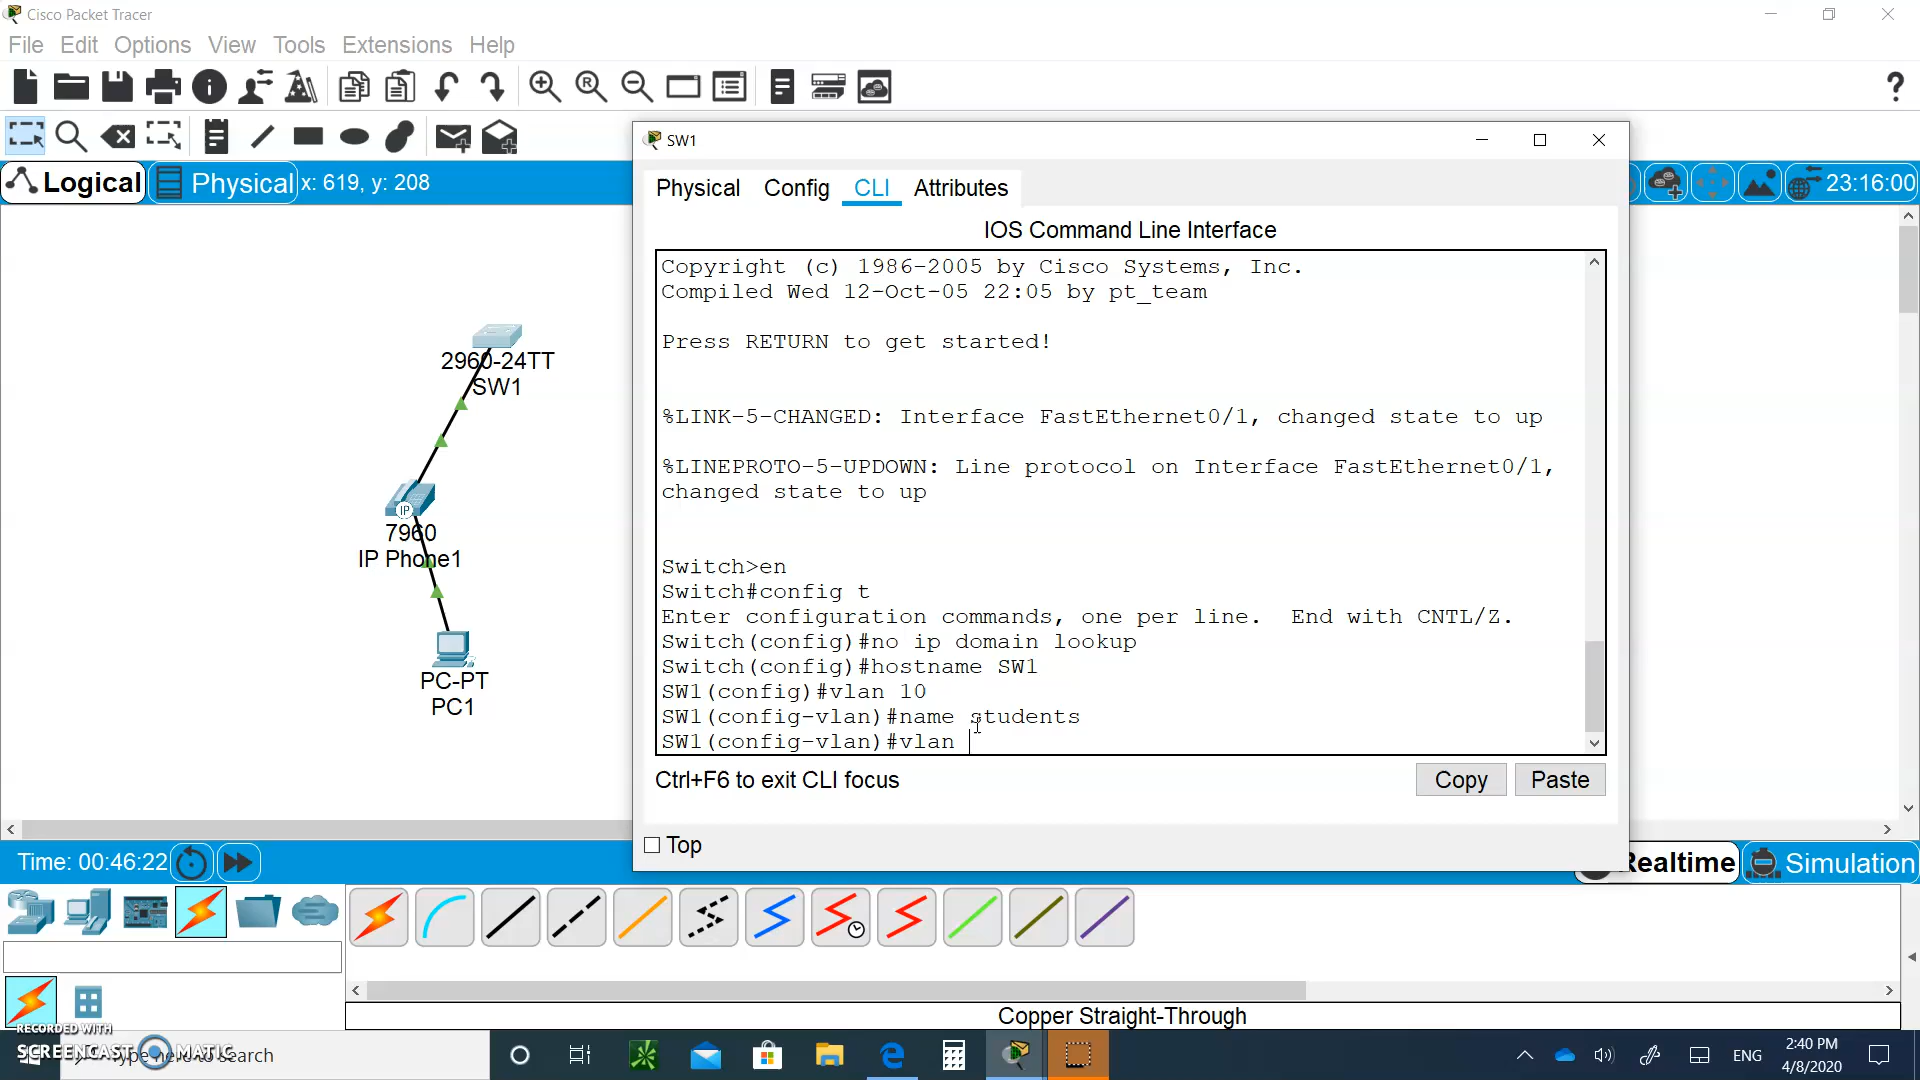 Cisco Packet Tracer
File Edit Options View Tools Extensions Help
Logical
Physical
x: 619, y: 208
23:16:00
SW1
Physical Config CLI Attributes
IOS Command Line Interface
Copyright (c) 1986-2005 by Cisco Systems, Inc.
Compiled Wed 12-Oct-05 22:05 by pt_team
Press RETURN to get started!
%LINK-5-CHANGED: Interface FastEthernet0/1, changed state to up
%LINEPROTO-5-UPDOWN: Line protocol on Interface FastEthernet0/1,
changed state to up
Switch>en
Switch#config t
Enter configuration commands, one per line.  End with CNTL/Z.
Switch(config)#no ip domain lookup
Switch(config)#hostname SW1
SW1(config)#vlan 10
SW1(config-vlan)#name students
SW1(config-vlan)#vlan
Ctrl+F6 to exit CLI focus
Copy
Paste
Top
2960-24TT
SW1
IP
7960
IP Phone1
PC-PT
PC1
Time: 00:46:22
Realtime
Simulation
Copper Straight-Through
RECORDED WITH
SCREENCAST MATIC
Type here to search
ENG
2:40 PM
4/8/2020